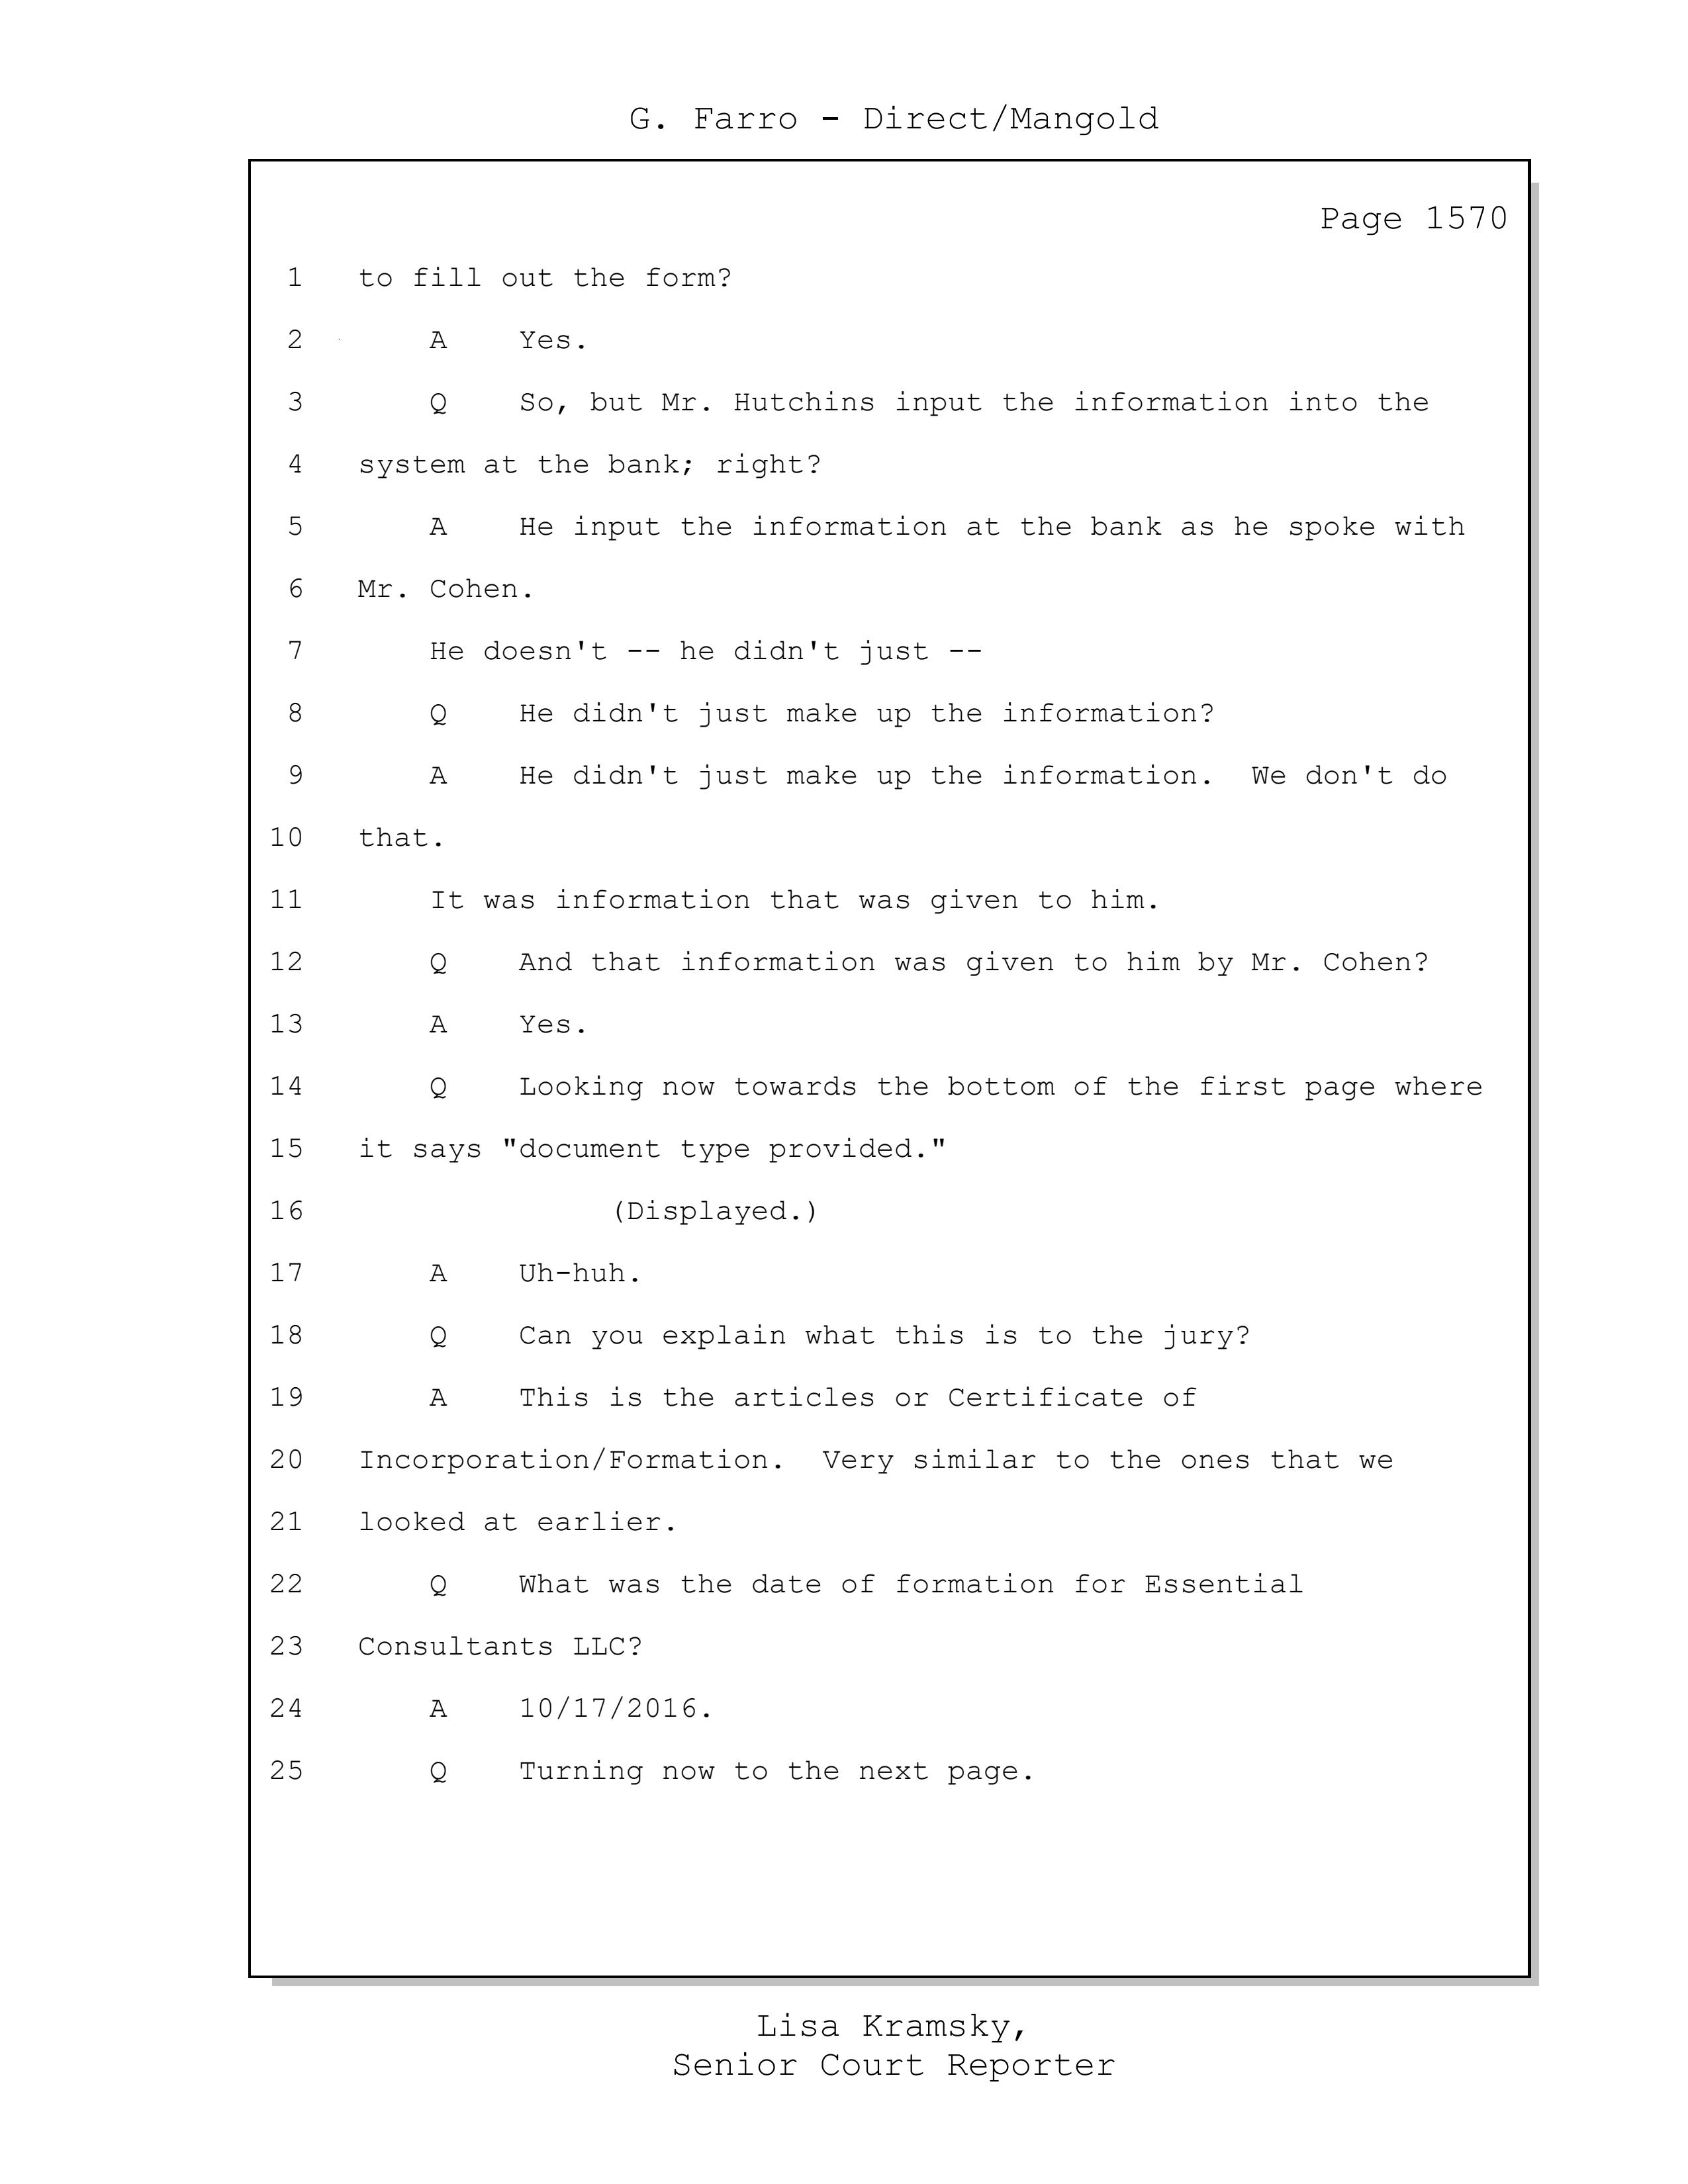 G. Farro - Direct/Mangold
Page 1570
1 to fill out the form?
2 A Yes.
3 Q So, but Mr. Hutchins input the information into the
4 system at the bank; right?
5 A He input the information at the bank as he spoke with
6 Mr. Cohen.
7 He doesn't -- he didn't just --
8 Q He didn't just make up the information?
9 A He didn't just make up the information. We don't do
10 that.
11 It was information that was given to him.
12 Q And that information was given to him by Mr. Cohen?
13 A Yes.
14 Q Looking now towards the bottom of the first page where
15 it says "document type provided."
16 (Displayed.)
17 A Uh-huh.
18 Q Can you explain what this is to the jury?
19 A This is the articles or Certificate of
20 Incorporation/Formation. Very similar to the ones that we
21 looked at earlier.
22 Q What was the date of formation for Essential
23 Consultants LLC?
24 A 10/17/2016.
25 Q Turning now to the next page.
Lisa Kramsky,
Senior Court Reporter